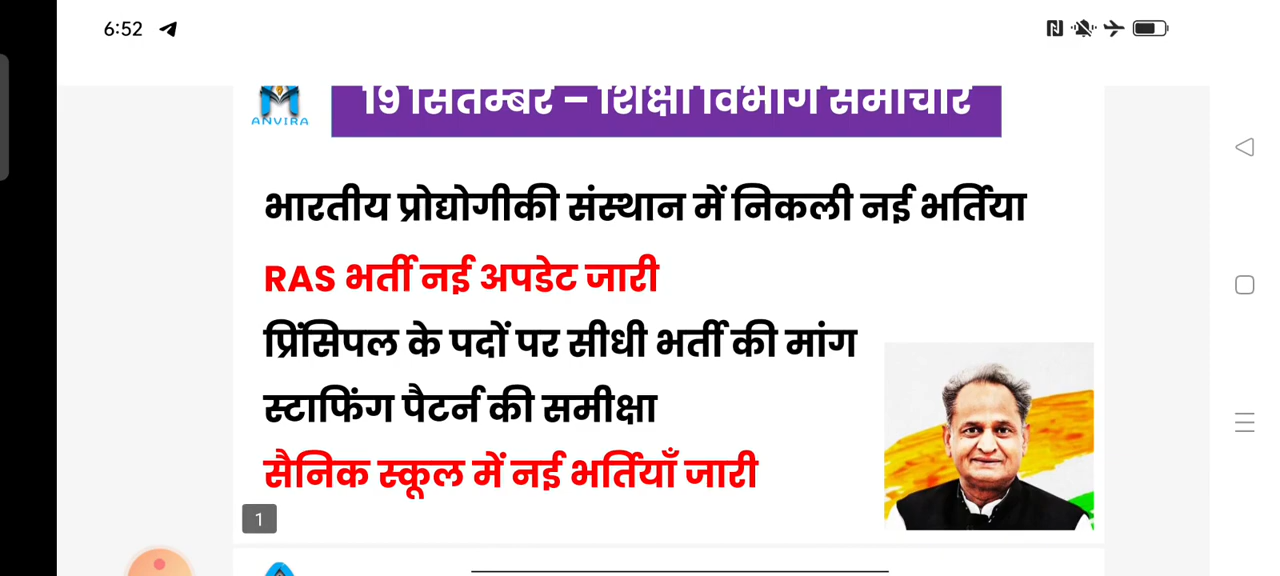 6:52
19 सितम्बर – शिक्षा विभाग समाचार
ANVIRA
भारतीय प्रोद्योगीकी संस्थान में निकली नई भर्तिया
RAS भर्ती नई अपडेट जारी
प्रिंसिपल के पदों पर सीधी भर्ती की मांग
स्टाफिंग पैटर्न की समीक्षा
सैनिक स्कूल में नई भर्तियाँ जारी
1